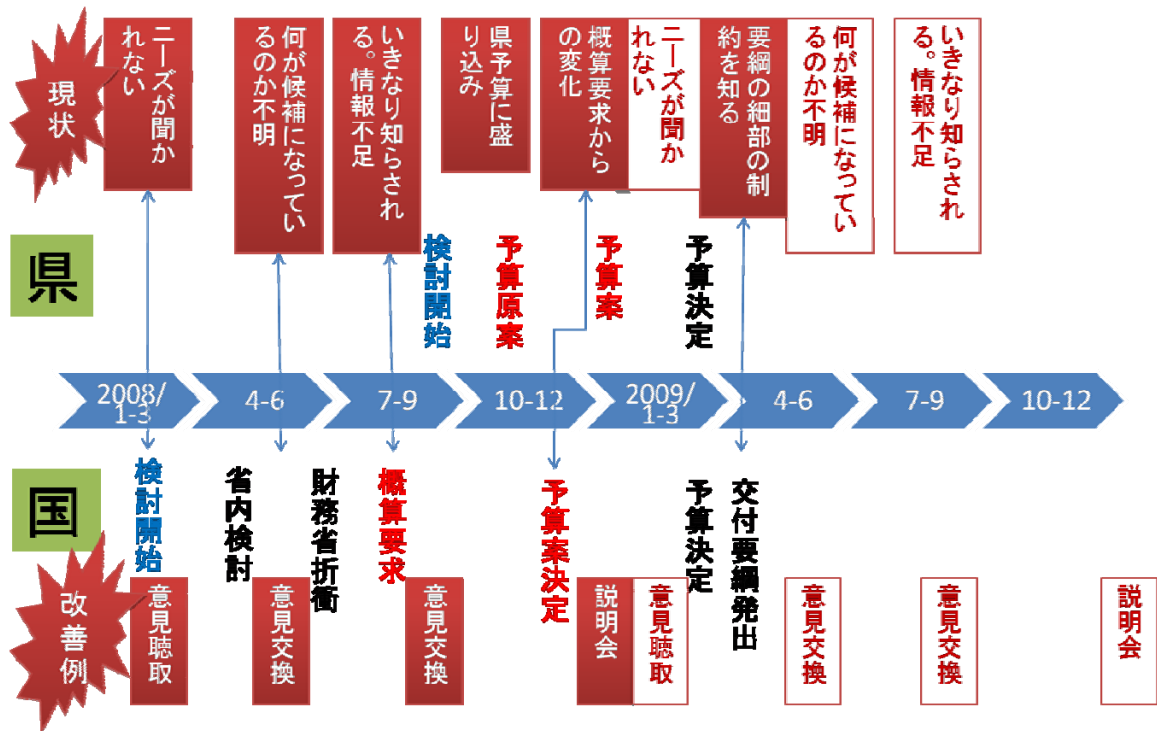 現状
ニーズが聞か
れない
何が候補になってい
るのか不明
いきなり知らされ
る。情報不足
県予算に盛
り込み
概算要求から
の変化
ニーズが聞か
れない
要綱の細部の制
約を知る
何が候補になってい
るのか不明
いきなり知らされ
る。情報不足
県
検討開始
予算原案
予算案
予算決定
2008/
1-3
4-6
7-9
10-12
2009/
1-3
4-6
7-9
10-12
国
検討開始
省内検討
財務省折衝
概算要求
予算案決定
予算決定
交付要綱発出
改善例
意見聴取
意見交換
意見交換
説明会
意見聴取
意見交換
意見交換
説明会